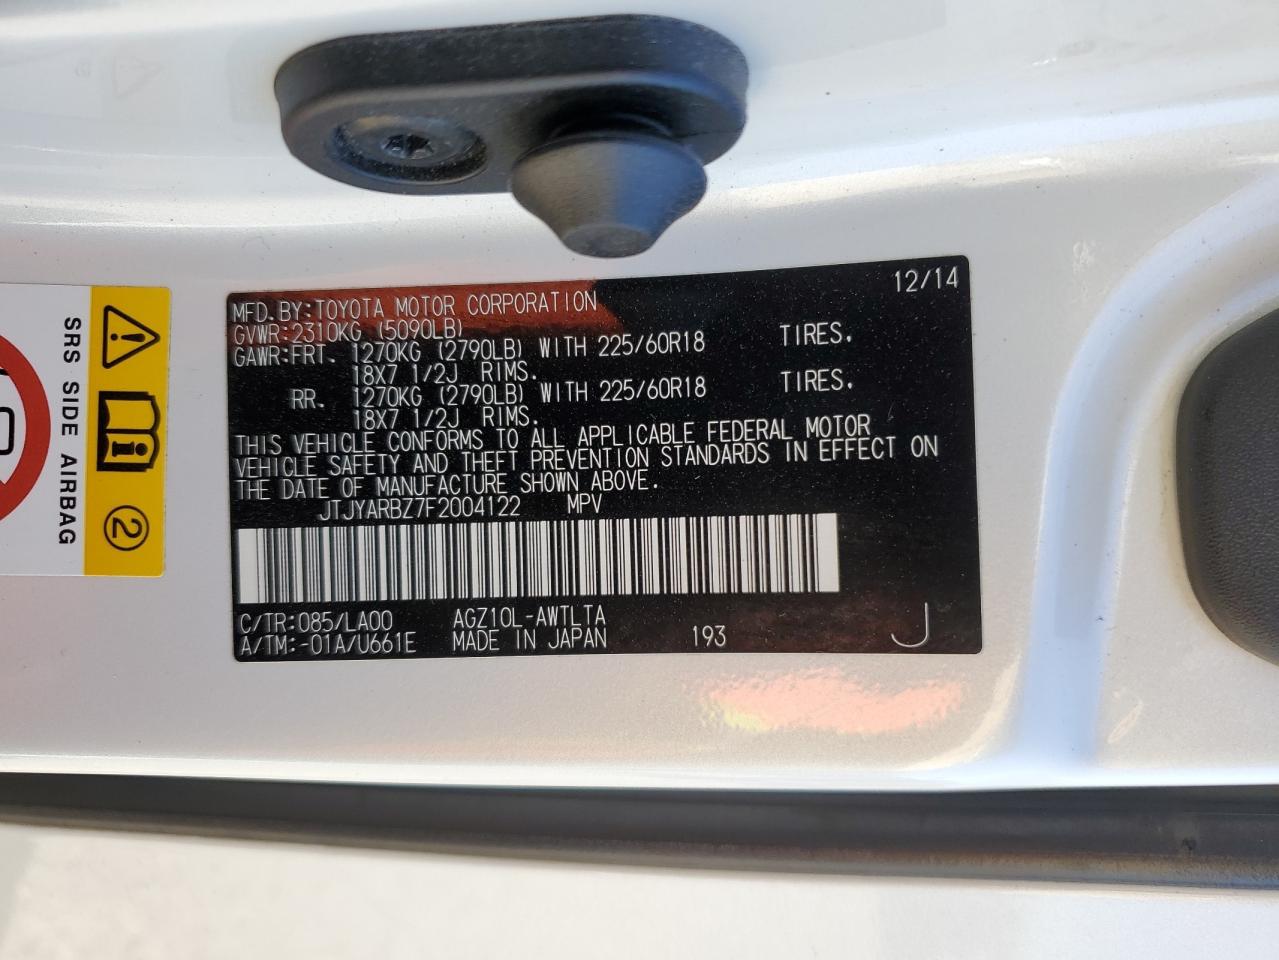 12/14
MFD.BY:TOYOTA MOTOR CORPORATION
GVWR:2310KG (5090LB)
GAWR:FRT. 1270KG (2790LB) WITH 225/60R18 TIRES.
18X7 1/2J RIMS.
RR. 1270KG (2790LB) WITH 225/60R18 TIRES.
18X7 1/2J RIMS.
THIS VEHICLE CONFORMS TO ALL APPLICABLE FEDERAL MOTOR
VEHICLE SAFETY AND THEFT PREVENTION STANDARDS IN EFFECT ON
THE DATE OF MANUFACTURE SHOWN ABOVE.
JTJYARBZ7F2004122 MPV
C/TR:085/LA00 AGZ10L-AWTLTA
A/TM:-01A/U661E MADE IN JAPAN 193 J
SRS SIDE AIRBAG
2